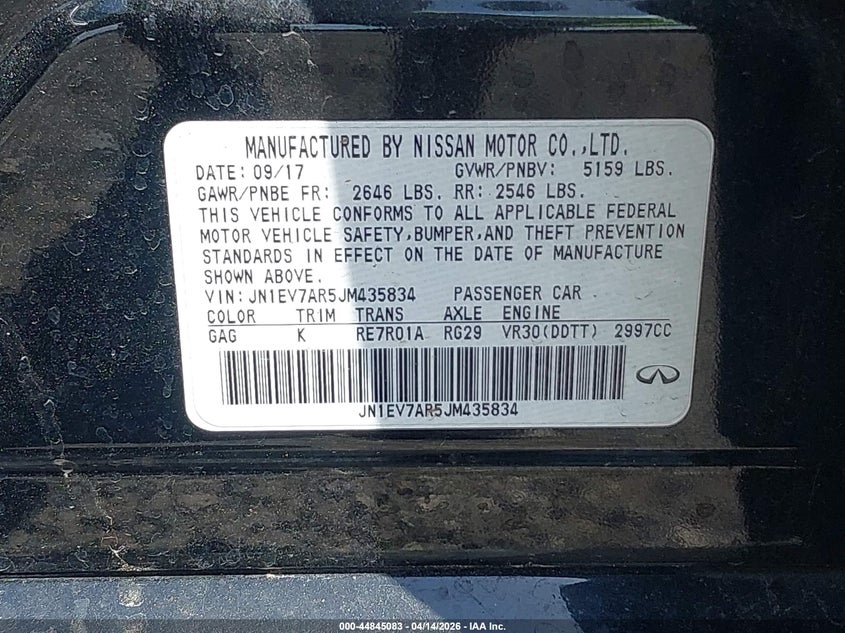 MANUFACTURED BY NISSAN MOTOR CO.,LTD.
DATE: 09/17 GVWR/PNBV: 5159 LBS.
GAWR/PNBE FR: 2646 LBS. RR: 2546 LBS.
THIS VEHICLE CONFORMS TO ALL APPLICABLE FEDERAL
MOTOR VEHICLE SAFETY,BUMPER,AND THEFT PREVENTION
STANDARDS IN EFFECT ON THE DATE OF MANUFACTURE
SHOWN ABOVE.
VIN: JN1EV7AR5JM435834 PASSENGER CAR
COLOR TRIM TRANS AXLE ENGINE
GAG K RE7R01A RG29 VR30(DDTT) 2997CC
JN1EV7AR5JM435834
000-44845083 - 04/14/2026 - IAA Inc.